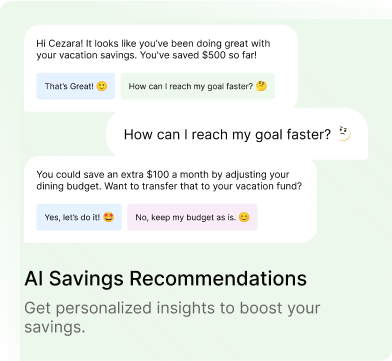 Hi Cezara! It looks like you've been doing great with
your vacation savings. You've saved $500 so far!
That's Great! 🙂
How can I reach my goal faster? 🤔
How can I reach my goal faster? 🤔
You could save an extra $100 a month by adjusting your
dining budget. Want to transfer that to your vacation fund?
Yes, let's do it! 🤩
No, keep my budget as is. 😊
AI Savings Recommendations
Get personalized insights to boost your
savings.